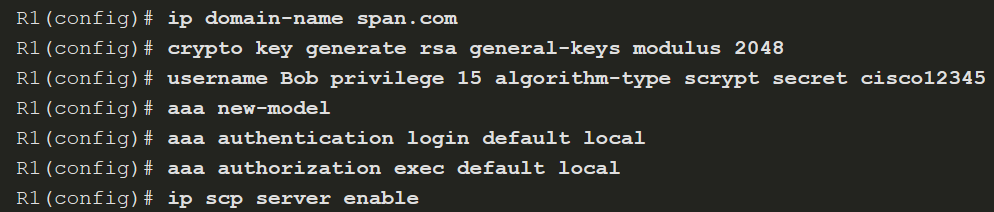 R1(config)# ip domain-name span.com
R1(config)# crypto key generate rsa general-keys modulus 2048
R1(config)# username Bob privilege 15 algorithm-type scrypt secret cisco12345
R1(config)# aaa new-model
R1(config)# aaa authentication login default local
R1(config)# aaa authorization exec default local
R1(config)# ip scp server enable